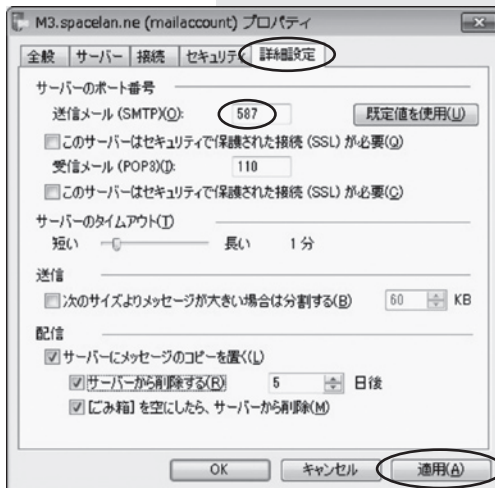 M3.spacelan.ne (mailaccount) プロパティ
全般 サーバー 接続 セキュリティ 詳細設定
サーバーのポート番号
送信メール (SMTP)(O): 587 既定値を使用(U)
このサーバーはセキュリティで保護された接続 (SSL) が必要(Q)
受信メール (POP3)(I): 110
このサーバーはセキュリティで保護された接続 (SSL) が必要(C)
サーバーのタイムアウト(T)
短い 長い 1 分
送信
次のサイズよりメッセージが大きい場合は分割する(B) 60 KB
配信
サーバーにメッセージのコピーを置く(L)
サーバーから削除する(R) 5 日後
[ごみ箱] を空にしたら、サーバーから削除(M)
OK キャンセル 適用(A)